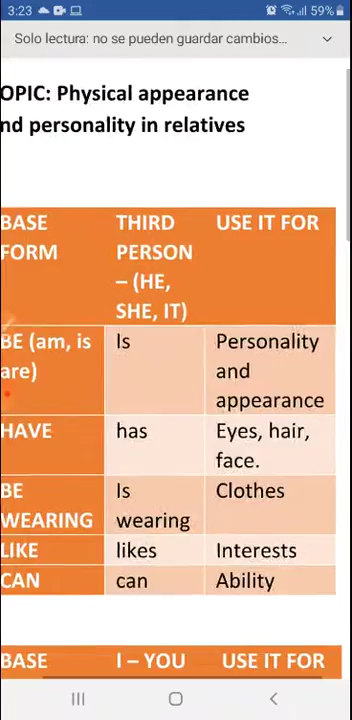 3:23 59%
Solo lectura: no se pueden guardar cambios...
OPIC: Physical appearance
nd personality in relatives
BASE FORM THIRD PERSON – (HE, SHE, IT) USE IT FOR
BE (am, is are) Is Personality and appearance
HAVE has Eyes, hair, face.
BE WEARING Is wearing Clothes
LIKE likes Interests
CAN can Ability
BASE I – YOU USE IT FOR